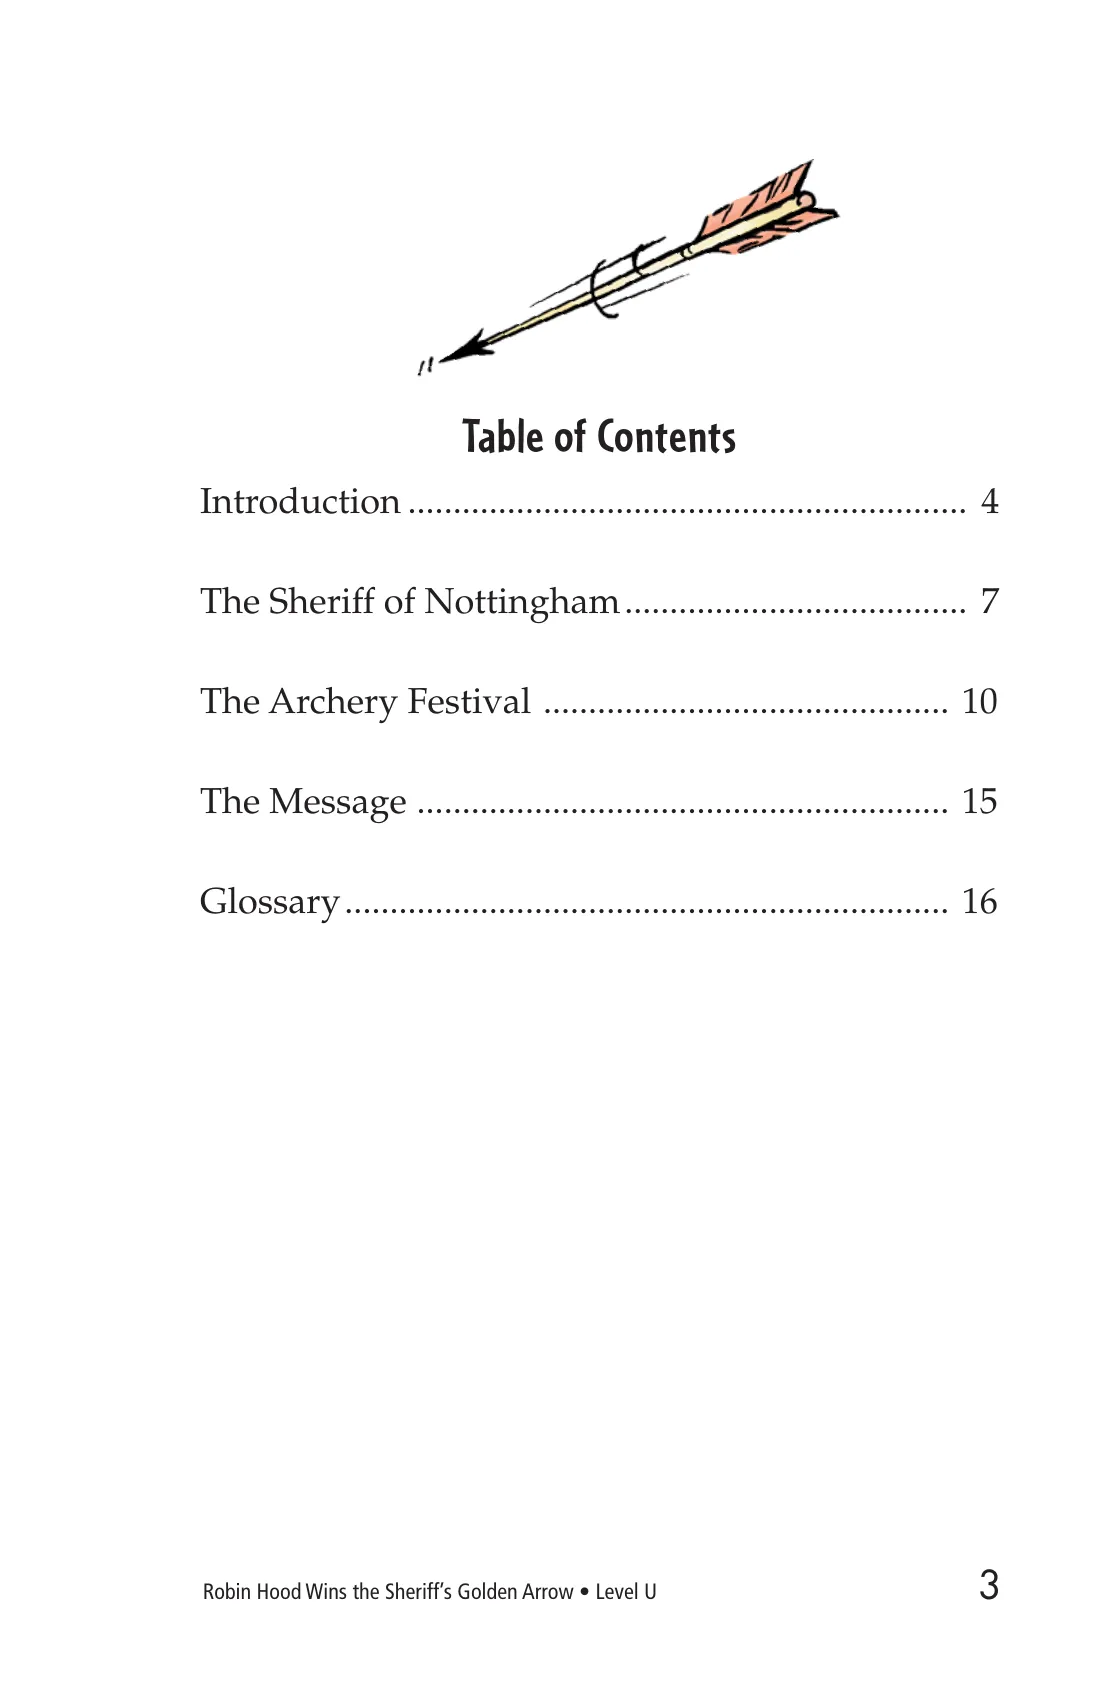 Table of Contents
Introduction .............................................................. 4
The Sheriff of Nottingham...................................... 7
The Archery Festival ............................................. 10
The Message ........................................................... 15
Glossary................................................................... 16
Robin Hood Wins the Sheriff’s Golden Arrow • Level U 3